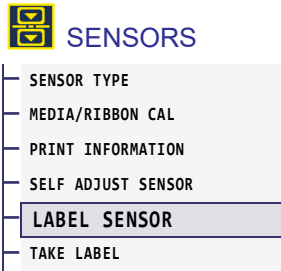 SENSORS
SENSOR TYPE
MEDIA/RIBBON CAL
PRINT INFORMATION
SELF ADJUST SENSOR
LABEL SENSOR
TAKE LABEL